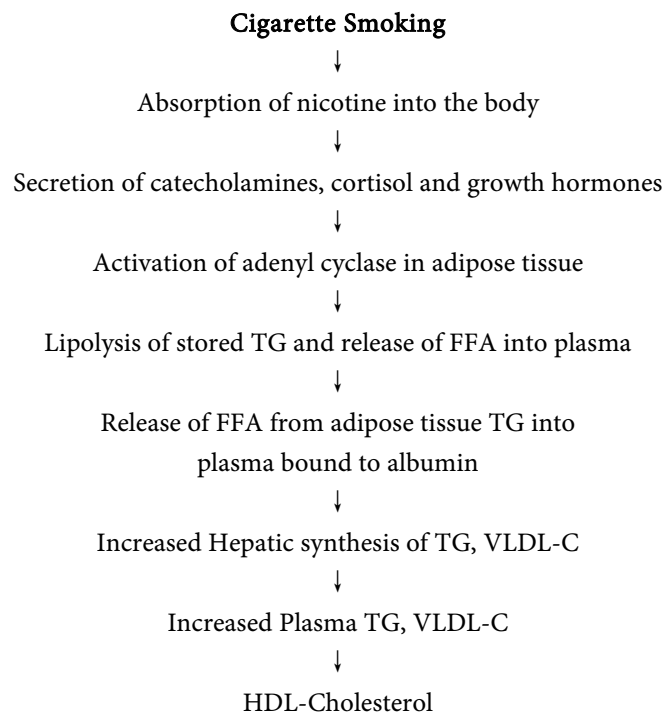 Cigarette Smoking
↓
Absorption of nicotine into the body
↓
Secretion of catecholamines, cortisol and growth hormones
↓
Activation of adenyl cyclase in adipose tissue
↓
Lipolysis of stored TG and release of FFA into plasma
↓
Release of FFA from adipose tissue TG into
plasma bound to albumin
↓
Increased Hepatic synthesis of TG, VLDL-C
↓
Increased Plasma TG, VLDL-C
↓
HDL-Cholesterol